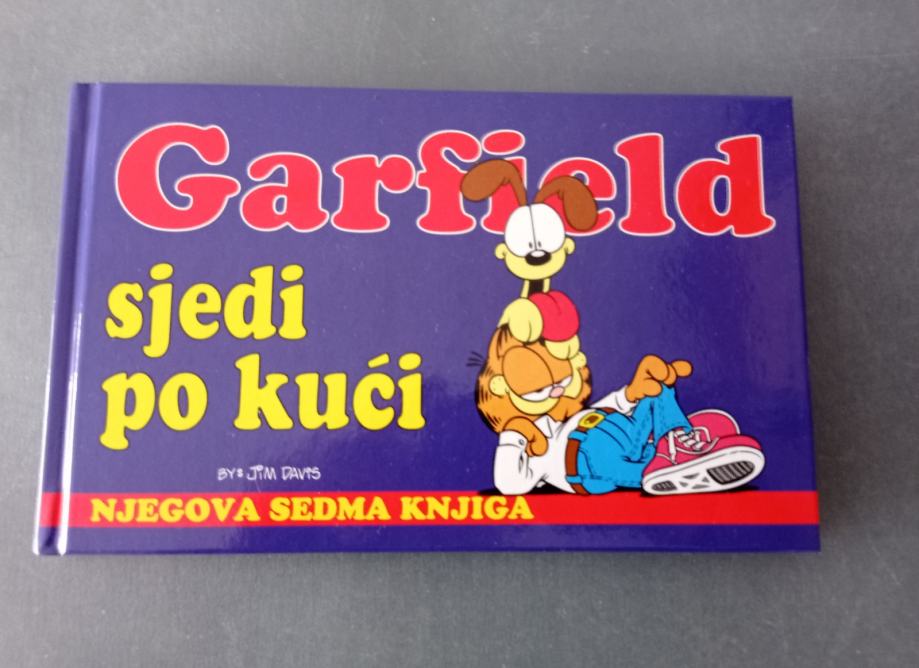 Garfield
sjedi
po kući
BY: JIM DAVIS
NJEGOVA SEDMA KNJIGA